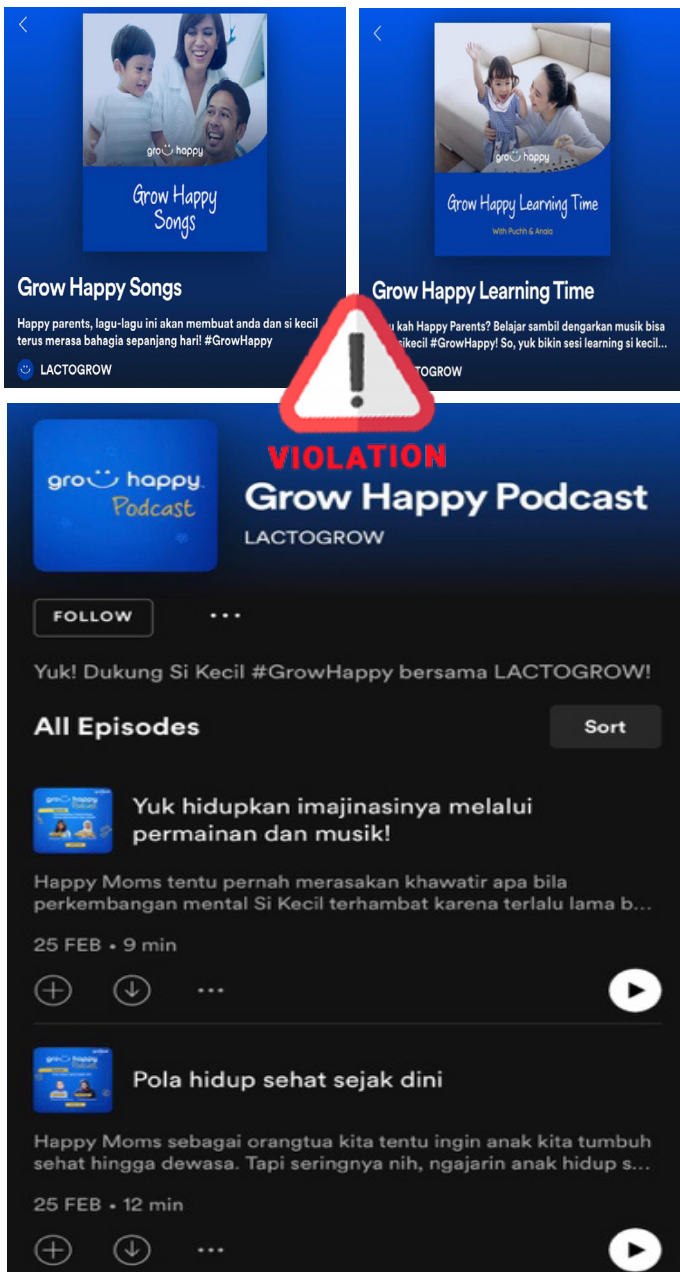 gro happy
Grow Happy
Songs
Grow Happy Songs
Happy parents, lagu-lagu ini akan membuat anda dan si kecil
terus merasa bahagia sepanjang hari! #GrowHappy
LACTOGROW
gro happy
Grow Happy Learning Time
With Puchh & Anala
Grow Happy Learning Time
kah Happy Parents? Belajar sambil dengarkan musik bisa
sikecil #GrowHappy! So, yuk bikin sesi learning si kecil...
TOGROW
!
VIOLATION
gro happy.
Podcast
Grow Happy Podcast
LACTOGROW
FOLLOW
Yuk! Dukung Si Kecil #GrowHappy bersama LACTOGROW!
All Episodes
Sort
Yuk hidupkan imajinasinya melalui
permainan dan musik!
Happy Moms tentu pernah merasakan khawatir apa bila
perkembangan mental Si Kecil terhambat karena terlalu lama b...
25 FEB • 9 min
Pola hidup sehat sejak dini
Happy Moms sebagai orangtua kita tentu ingin anak kita tumbuh
sehat hingga dewasa. Tapi seringnya nih, ngajarin anak hidup s...
25 FEB • 12 min